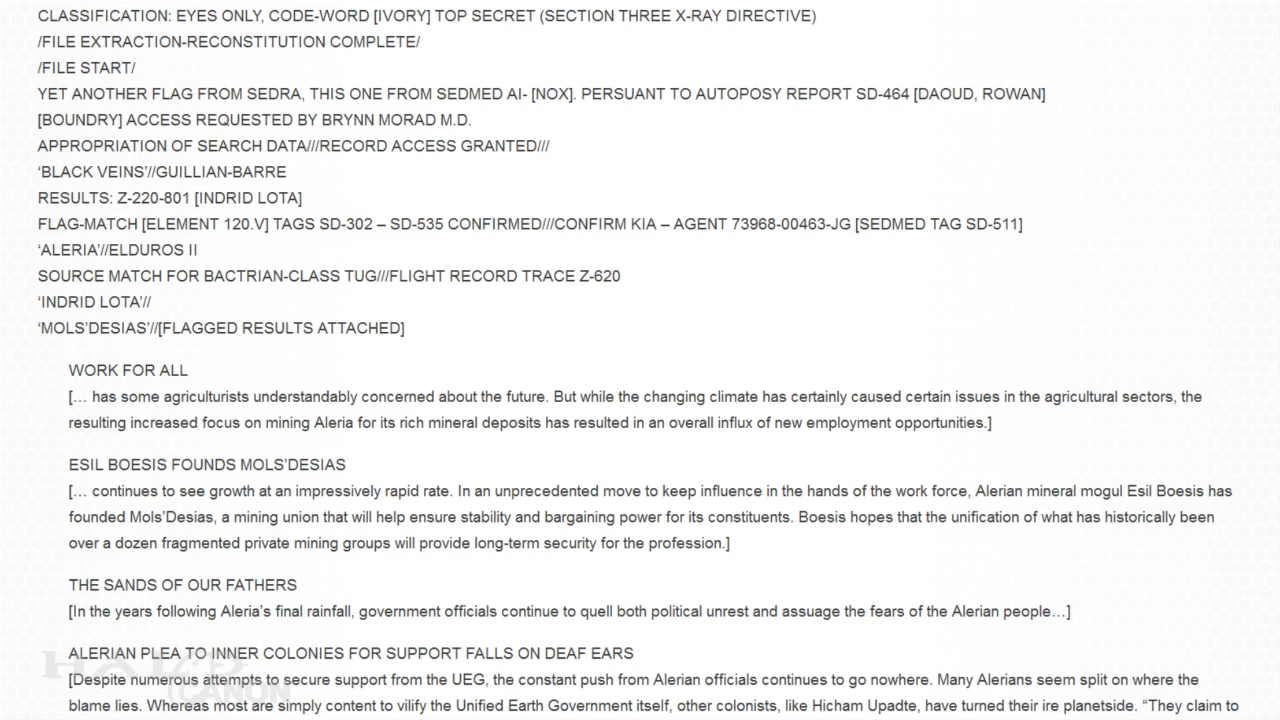 CLASSIFICATION: EYES ONLY, CODE-WORD [IVORY] TOP SECRET (SECTION THREE X-RAY DIRECTIVE)
/FILE EXTRACTION-RECONSTITUTION COMPLETE/
/FILE START/
YET ANOTHER FLAG FROM SEDRA, THIS ONE FROM SEDMED AI- [NOX]. PERSUANT TO AUTOPOSY REPORT SD-464 [DAOUD, ROWAN]
[BOUNDRY] ACCESS REQUESTED BY BRYNN MORAD M.D.
APPROPRIATION OF SEARCH DATA///RECORD ACCESS GRANTED///
‘BLACK VEINS’//GUILLIAN-BARRE
RESULTS: Z-220-801 [INDRID LOTA]
FLAG-MATCH [ELEMENT 120.V] TAGS SD-302 – SD-535 CONFIRMED///CONFIRM KIA – AGENT 73968-00463-JG [SEDMED TAG SD-511]
‘ALERIA’//ELDUROS II
SOURCE MATCH FOR BACTRIAN-CLASS TUG///FLIGHT RECORD TRACE Z-620
‘INDRID LOTA’//
‘MOLS’DESIAS’//[FLAGGED RESULTS ATTACHED]
WORK FOR ALL
[… has some agriculturists understandably concerned about the future. But while the changing climate has certainly caused certain issues in the agricultural sectors, the
resulting increased focus on mining Aleria for its rich mineral deposits has resulted in an overall influx of new employment opportunities.]
ESIL BOESIS FOUNDS MOLS’DESIAS
[… continues to see growth at an impressively rapid rate. In an unprecedented move to keep influence in the hands of the work force, Alerian mineral mogul Esil Boesis has
founded Mols’Desias, a mining union that will help ensure stability and bargaining power for its constituents. Boesis hopes that the unification of what has historically been
over a dozen fragmented private mining groups will provide long-term security for the profession.]
THE SANDS OF OUR FATHERS
[In the years following Aleria’s final rainfall, government officials continue to quell both political unrest and assuage the fears of the Alerian people…]
ALERIAN PLEA TO INNER COLONIES FOR SUPPORT FALLS ON DEAF EARS
[Despite numerous attempts to secure support from the UEG, the constant push from Alerian officials continues to go nowhere. Many Alerians seem split on where the
blame lies. Whereas most are simply content to vilify the Unified Earth Government itself, other colonists, like Hicham Upadte, have turned their ire planetside. “They claim to
HALO
CANON